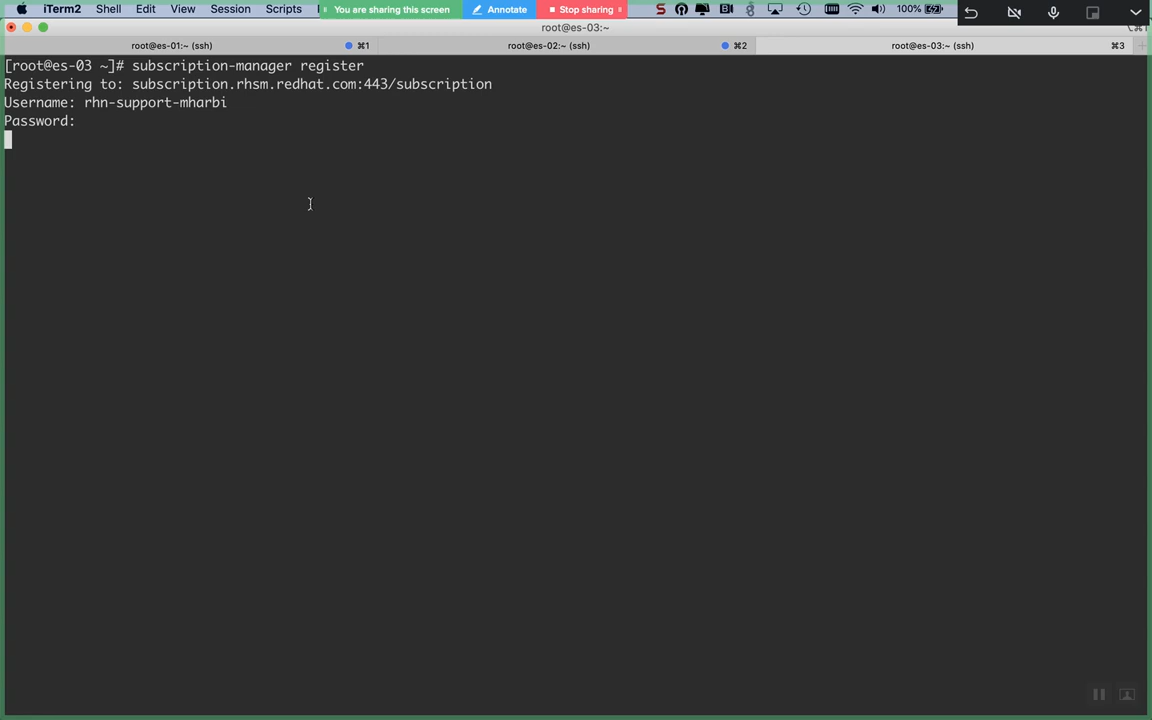 iTerm2 Shell Edit View Session Scripts You are sharing this screen Annotate Stop sharing 100%
root@es-03:~
root@es-01:~ (ssh) ⌘1 root@es-02:~ (ssh) ⌘2 root@es-03:~ (ssh) ⌘3
[root@es-03 ~]# subscription-manager register
Registering to: subscription.rhsm.redhat.com:443/subscription
Username: rhn-support-mharbi
Password: